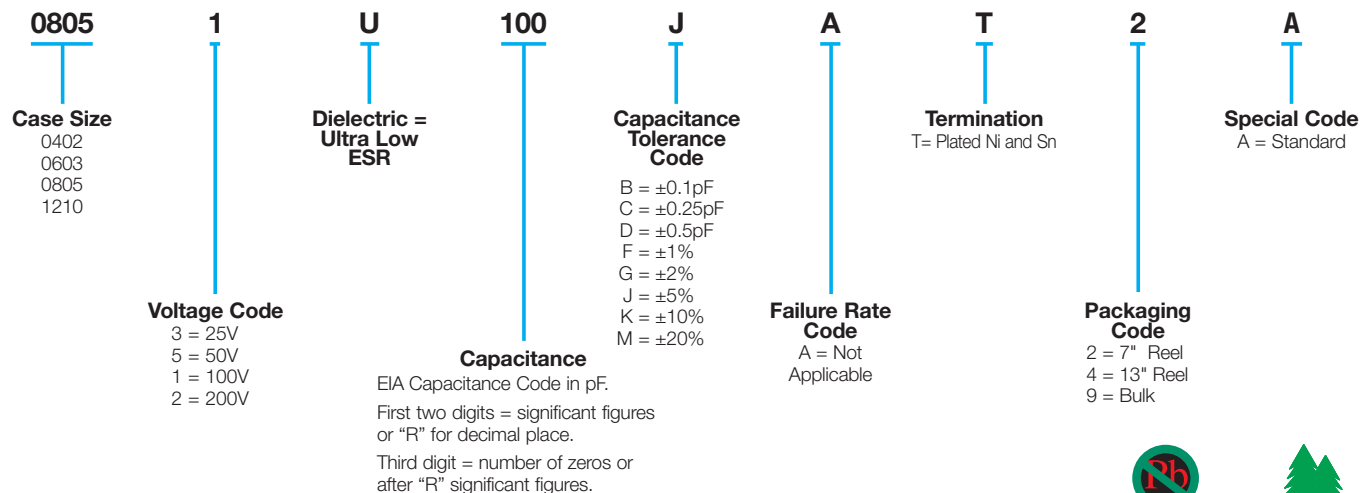 0805 1 U 100 J A T 2 A
Case Size
0402
0603
0805
1210
Voltage Code
3 = 25V
5 = 50V
1 = 100V
2 = 200V
Dielectric =
Ultra Low
ESR
Capacitance
EIA Capacitance Code in pF.
First two digits = significant figures
or “R” for decimal place.
Third digit = number of zeros or
after “R” significant figures.
Capacitance
Tolerance
Code
B = ±0.1pF
C = ±0.25pF
D = ±0.5pF
F = ±1%
G = ±2%
J = ±5%
K = ±10%
M = ±20%
Failure Rate
Code
A = Not
Applicable
Termination
T= Plated Ni and Sn
Packaging
Code
2 = 7" Reel
4 = 13" Reel
9 = Bulk
Special Code
A = Standard
Pb